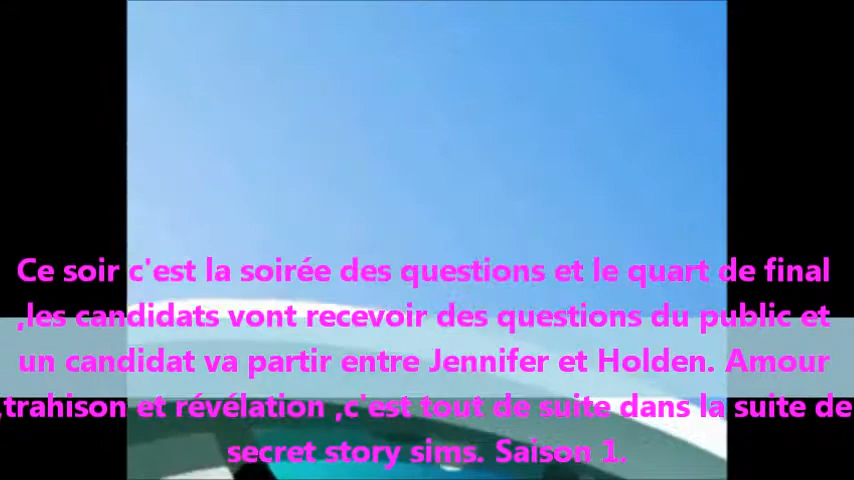 Ce soir c'est la soirée des questions et le quart de final
,les candidats vont recevoir des questions du public et
un candidat va partir entre Jennifer et Holden. Amour
,trahison et révélation ,c'est tout de suite dans la suite de
secret story sims. Saison 1.